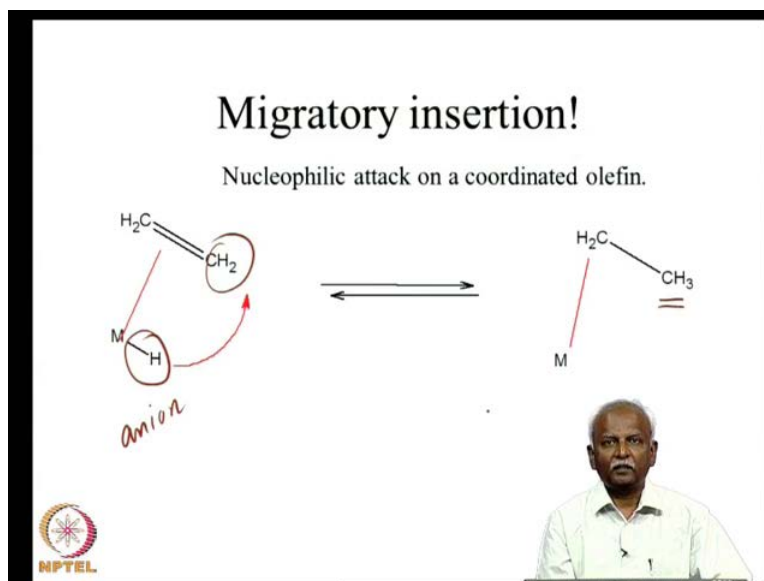 Migratory insertion!
Nucleophilic attack on a coordinated olefin.
H₂C
CH₂
M
H
anion
H₂C
CH₃
M
NPTEL